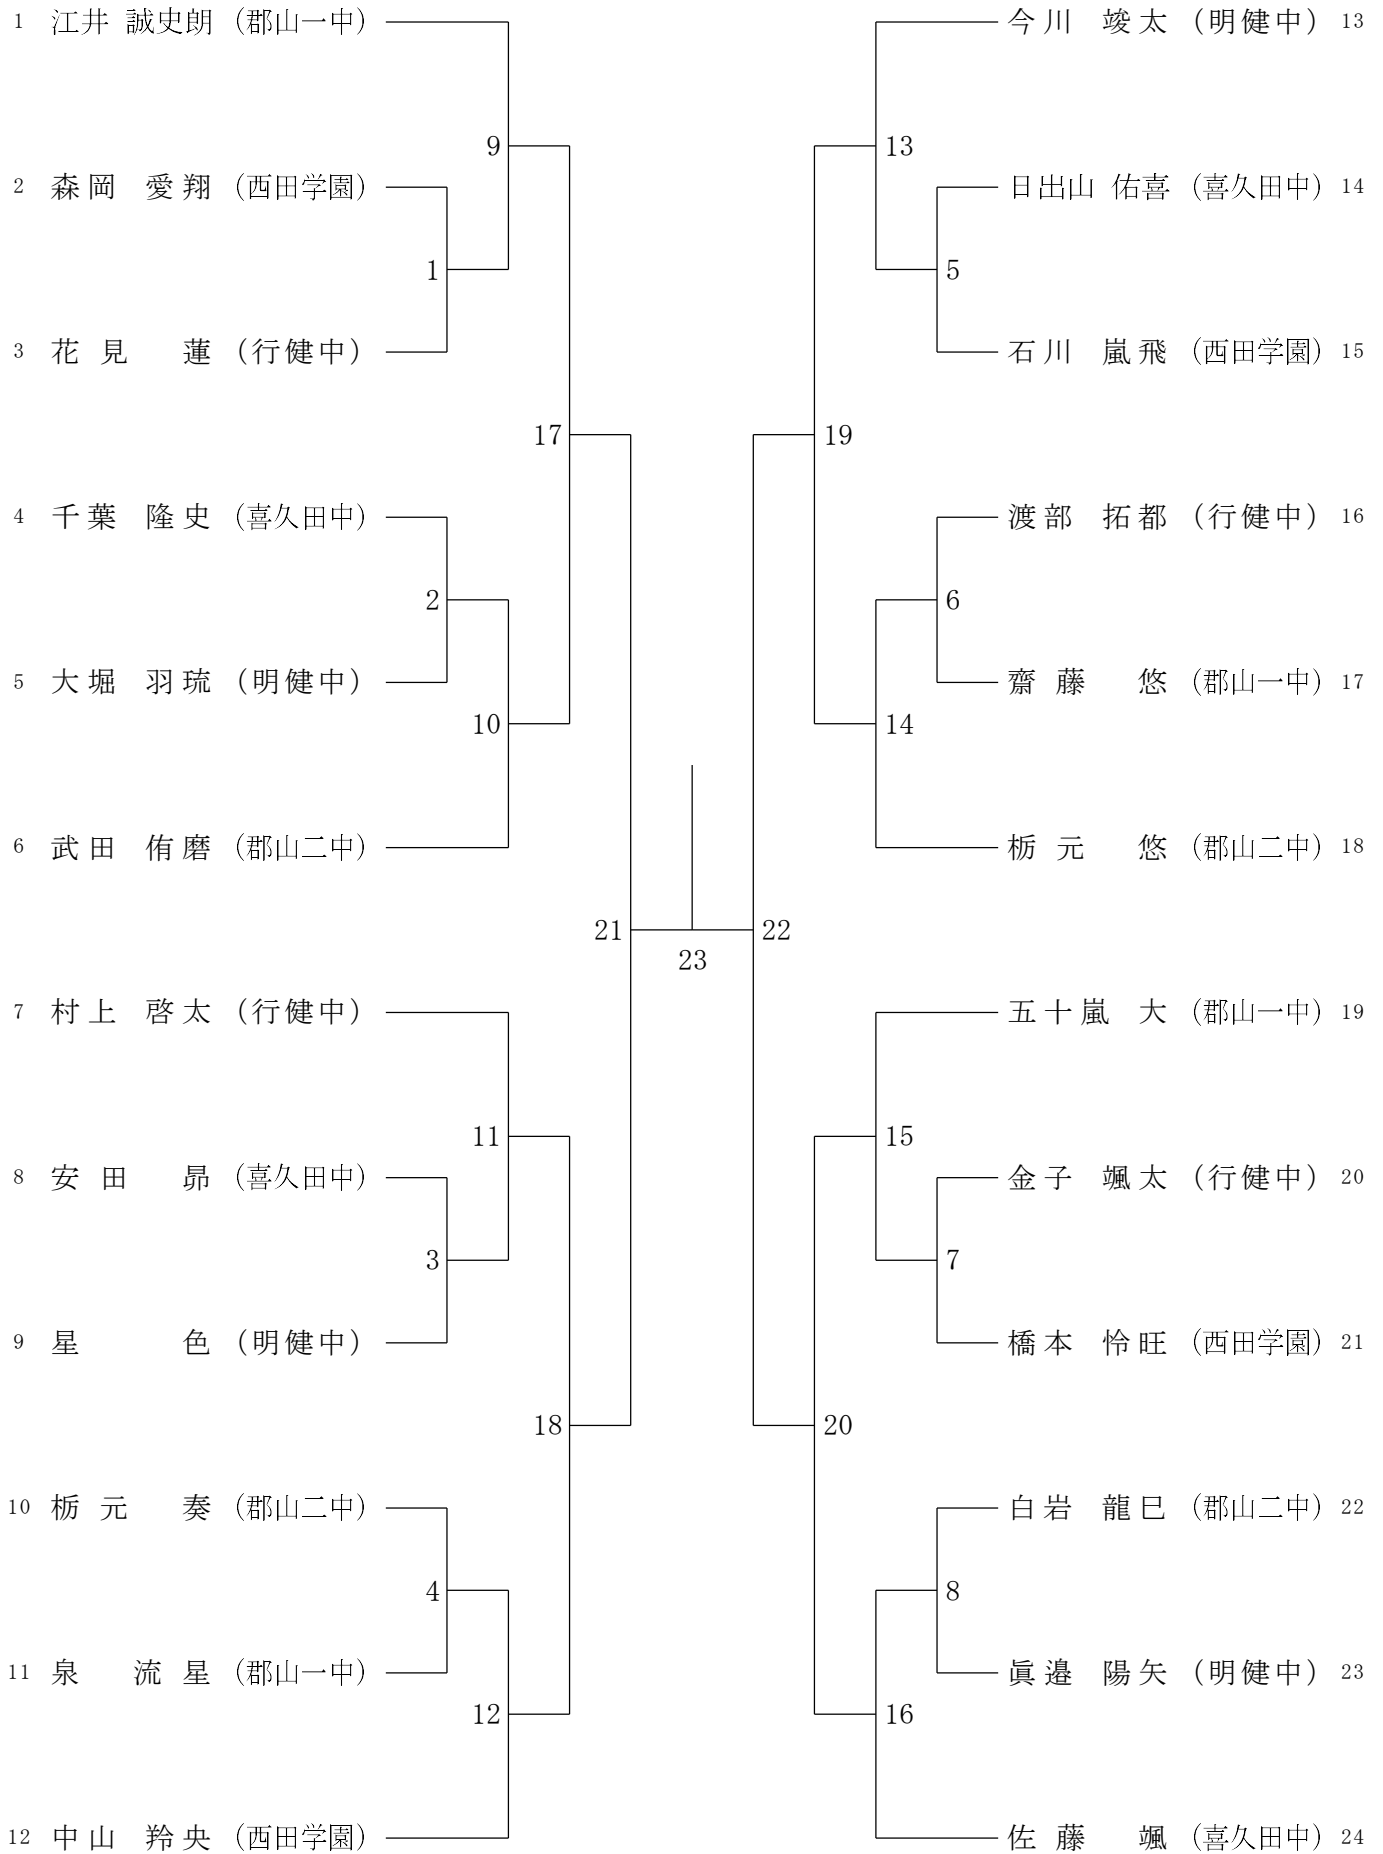 1 江井 誠史朗 (郡山一中)
9
2 森岡 愛翔 (西田学園)
1
3 花見 蓮 (行健中)
17
4 千葉 隆史 (喜久田中)
2
5 大堀 羽琉 (明健中)
10
6 武田 侑磨 (郡山二中)
21
7 村上 啓太 (行健中)
11
8 安田 昴 (喜久田中)
3
9 星 色 (明健中)
18
10 栃元 奏 (郡山二中)
4
11 泉 流星 (郡山一中)
12
12 中山 羚央 (西田学園)
23
今川 竣太 (明健中) 13
13
日出山 佑喜 (喜久田中) 14
5
石川 嵐飛 (西田学園) 15
19
渡部 拓都 (行健中) 16
6
齋藤 悠 (郡山一中) 17
14
栃元 悠 (郡山二中) 18
22
五十嵐 大 (郡山一中) 19
15
金子 颯太 (行健中) 20
7
橋本 怜旺 (西田学園) 21
20
白岩 龍巳 (郡山二中) 22
8
眞邉 陽矢 (明健中) 23
16
佐藤 颯 (喜久田中) 24